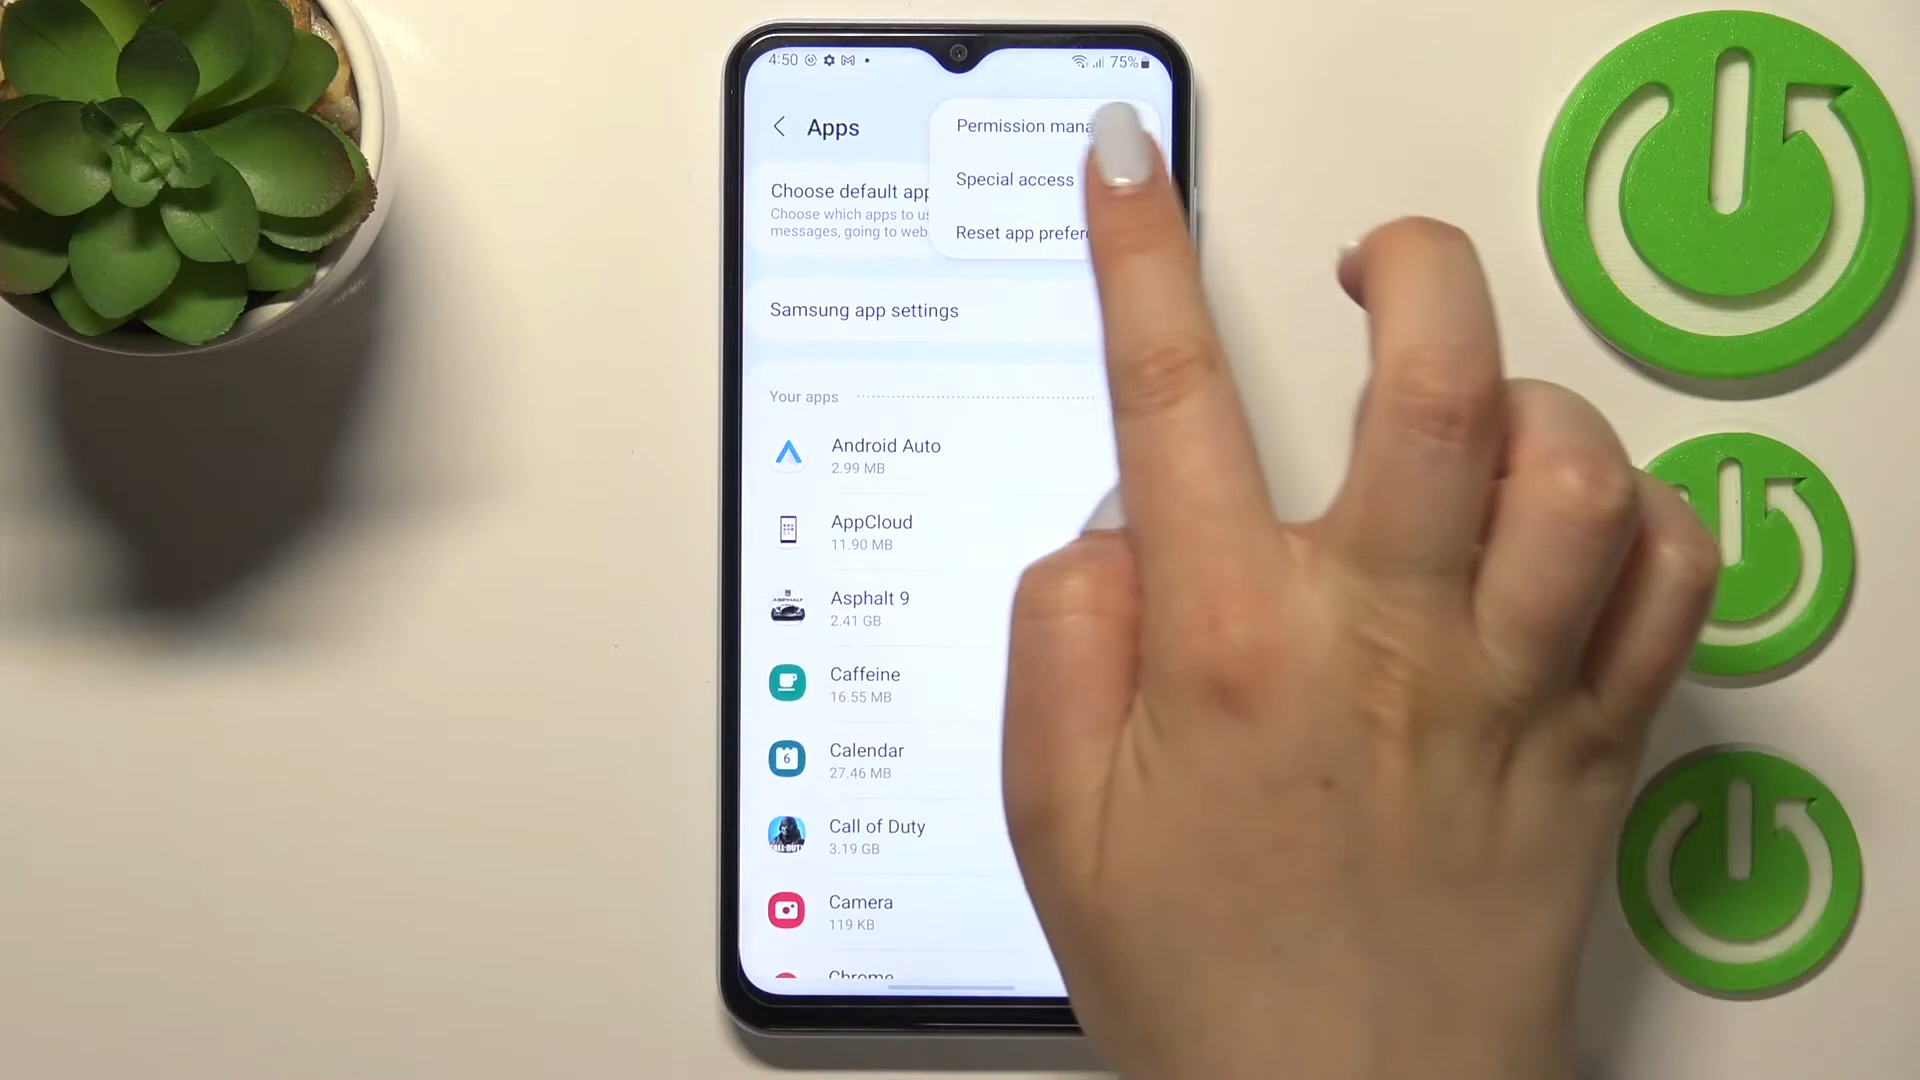 4:50
75%
Apps
Permission mana
Special access
Reset app prefer
Choose default app
Choose which apps to us
messages, going to web
Samsung app settings
Your apps
Android Auto
2.99 MB
AppCloud
11.90 MB
ASPHALT
Asphalt 9
2.41 GB
Caffeine
16.55 MB
6
Calendar
27.46 MB
Call of Duty
3.19 GB
Camera
119 KB
Chrome